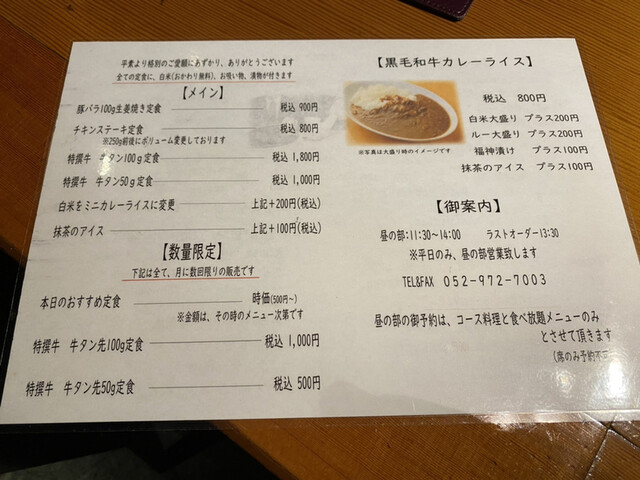 平素より格別のご愛顧にあずかり、ありがとうございます
全ての定食に、白米(おかわり無料)、お吸い物、漬物が付きます
【メイン】
豚バラ100g生姜焼き定食 税込 900円
チキンステーキ定食 税込 800円
※250g前後にボリューム変更しております
特撰牛 牛タン100g定食 税込 1,800円
特撰牛 牛タン50g定食 税込 1,000円
白米をミニカレーライスに変更 上記+200円(税込)
抹茶のアイス 上記+100円(税込)
【数量限定】
下記は全て、月に数回限りの販売です
本日のおすすめ定食 時価(500円~)
※金額は、その時のメニュー次第です
特撰牛 牛タン先100g定食 税込 1,000円
特撰牛 牛タン先50g定食 税込 500円
【黒毛和牛カレーライス】
税込 800円
白米大盛り プラス200円
ルー大盛り プラス200円
福神漬け プラス100円
抹茶のアイス プラス100円
※写真は大盛り時のイメージです
【御案内】
昼の部:11:30~14:00 ラストオーダー13:30
※平日のみ、昼の部営業致します
TEL&FAX 052-972-7003
昼の部の御予約は、コース料理と食べ放題メニューのみ
とさせて頂きます
(席のみ予約不